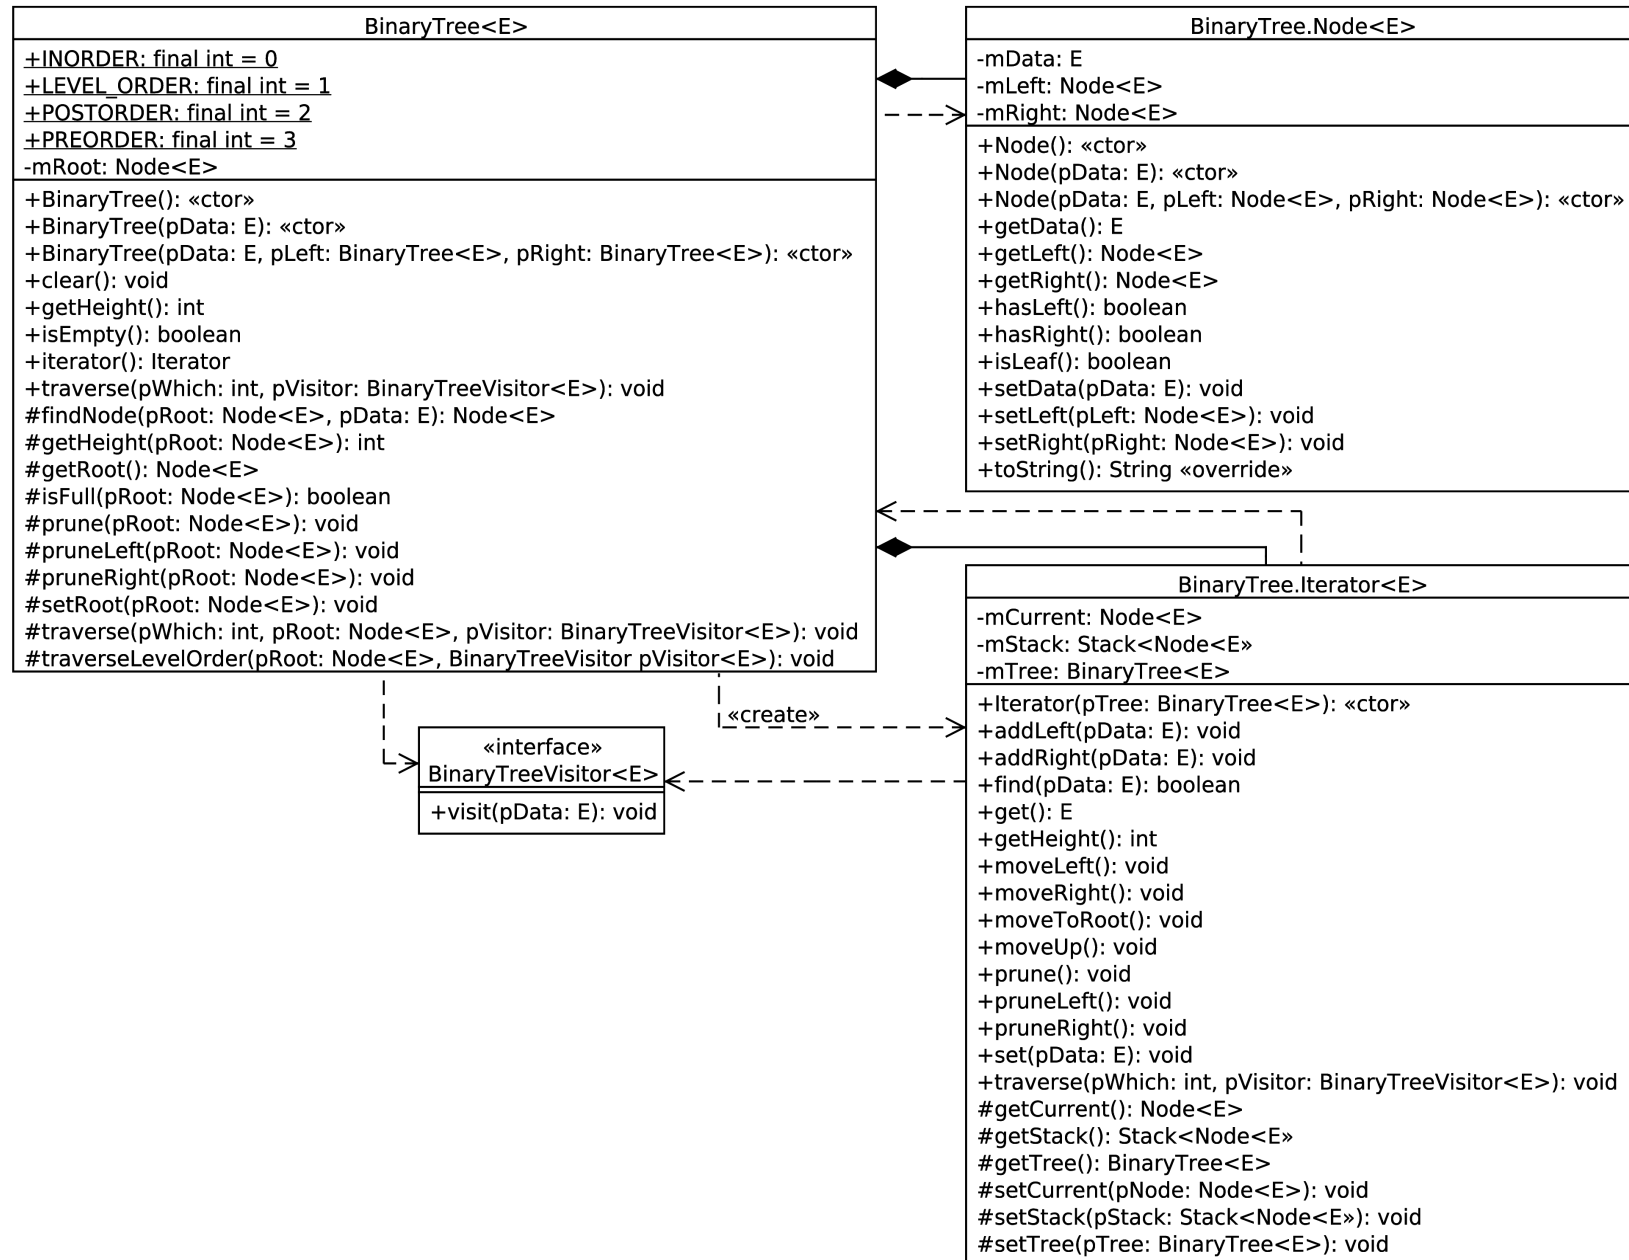 BinaryTree<E>
+INORDER: final int = 0
+LEVEL_ORDER: final int = 1
+POSTORDER: final int = 2
+PREORDER: final int = 3
-mRoot: Node<E>
+BinaryTree(): «ctor»
+BinaryTree(pData: E): «ctor»
+BinaryTree(pData: E, pLeft: BinaryTree<E>, pRight: BinaryTree<E>): «ctor»
+clear(): void
+getHeight(): int
+isEmpty(): boolean
+iterator(): Iterator
+traverse(pWhich: int, pVisitor: BinaryTreeVisitor<E>): void
#findNode(pRoot: Node<E>, pData: E): Node<E>
#getHeight(pRoot: Node<E>): int
#getRoot(): Node<E>
#isFull(pRoot: Node<E>): boolean
#prune(pRoot: Node<E>): void
#pruneLeft(pRoot: Node<E>): void
#pruneRight(pRoot: Node<E>): void
#setRoot(pRoot: Node<E>): void
#traverse(pWhich: int, pRoot: Node<E>, pVisitor: BinaryTreeVisitor<E>): void
#traverseLevelOrder(pRoot: Node<E>, BinaryTreeVisitor pVisitor<E>): void
BinaryTree.Node<E>
-mData: E
-mLeft: Node<E>
-mRight: Node<E>
+Node(): «ctor»
+Node(pData: E): «ctor»
+Node(pData: E, pLeft: Node<E>, pRight: Node<E>): «ctor»
+getData(): E
+getLeft(): Node<E>
+getRight(): Node<E>
+hasLeft(): boolean
+hasRight(): boolean
+isLeaf(): boolean
+setData(pData: E): void
+setLeft(pLeft: Node<E>): void
+setRight(pRight: Node<E>): void
+toString(): String «override»
«create»
«interface»
BinaryTreeVisitor<E>
+visit(pData: E): void
BinaryTree.Iterator<E>
-mCurrent: Node<E>
-mStack: Stack<Node<E»
-mTree: BinaryTree<E>
+Iterator(pTree: BinaryTree<E>): «ctor»
+addLeft(pData: E): void
+addRight(pData: E): void
+find(pData: E): boolean
+get(): E
+getHeight(): int
+moveLeft(): void
+moveRight(): void
+moveToRoot(): void
+moveUp(): void
+prune(): void
+pruneLeft(): void
+pruneRight(): void
+set(pData: E): void
+traverse(pWhich: int, pVisitor: BinaryTreeVisitor<E>): void
#getCurrent(): Node<E>
#getStack(): Stack<Node<E»
#getTree(): BinaryTree<E>
#setCurrent(pNode: Node<E>): void
#setStack(pStack: Stack<Node<E»): void
#setTree(pTree: BinaryTree<E>): void